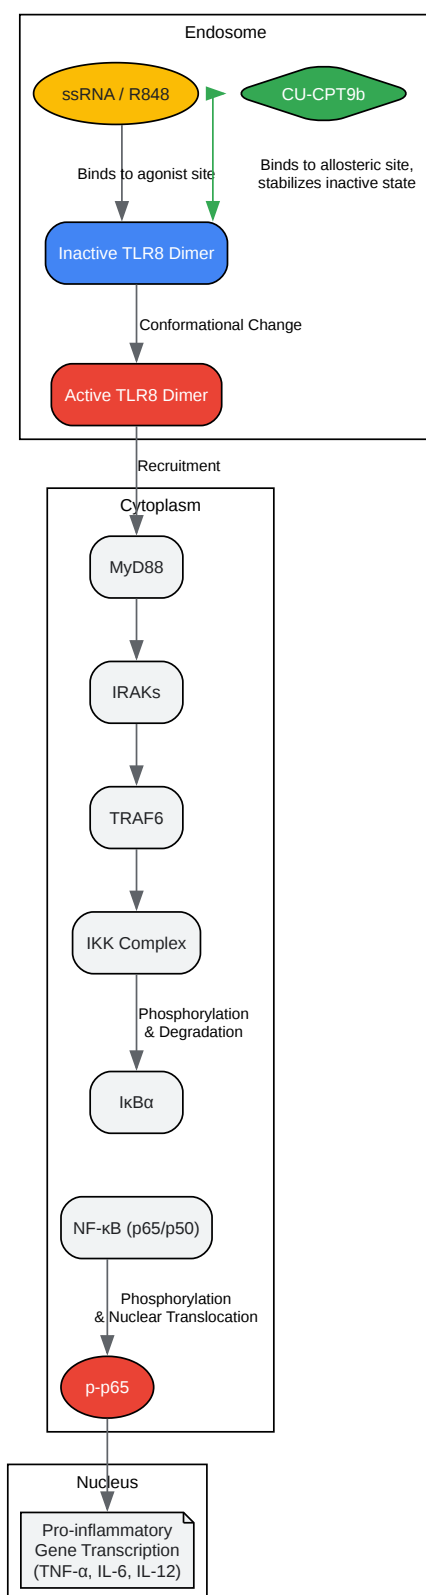 Endosome
ssRNA / R848
CU-CPT9b
Binds to agonist site
Binds to allosteric site,
stabilizes inactive state
Inactive TLR8 Dimer
Conformational Change
Active TLR8 Dimer
Recruitment
Cytoplasm
MyD88
IRAKs
TRAF6
IKK Complex
Phosphorylation
& Degradation
IκBα
NF-κB (p65/p50)
Phosphorylation
& Nuclear Translocation
p-p65
Nucleus
Pro-inflammatory
Gene Transcription
(TNF-α, IL-6, IL-12)